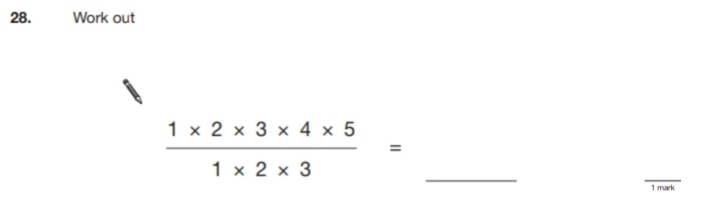 28. Work out
1 × 2 × 3 × 4 × 5
=
1 × 2 × 3
1 mark